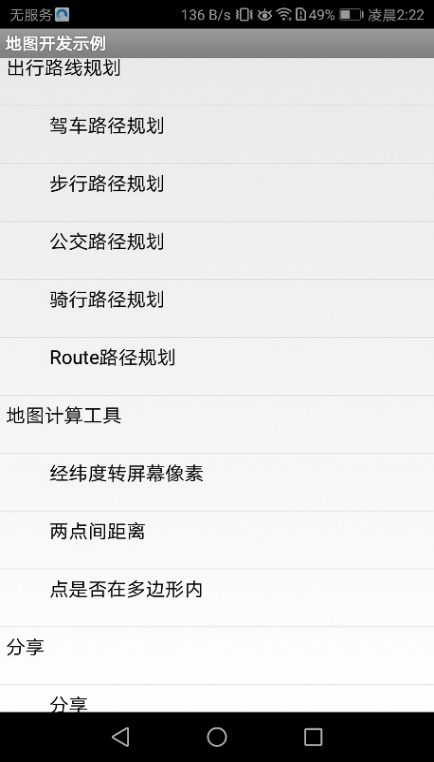 无服务 136 B/s 49% 凌晨2:22
地图开发示例
出行路线规划
驾车路径规划
步行路径规划
公交路径规划
骑行路径规划
Route路径规划
地图计算工具
经纬度转屏幕像素
两点间距离
点是否在多边形内
分享
分享